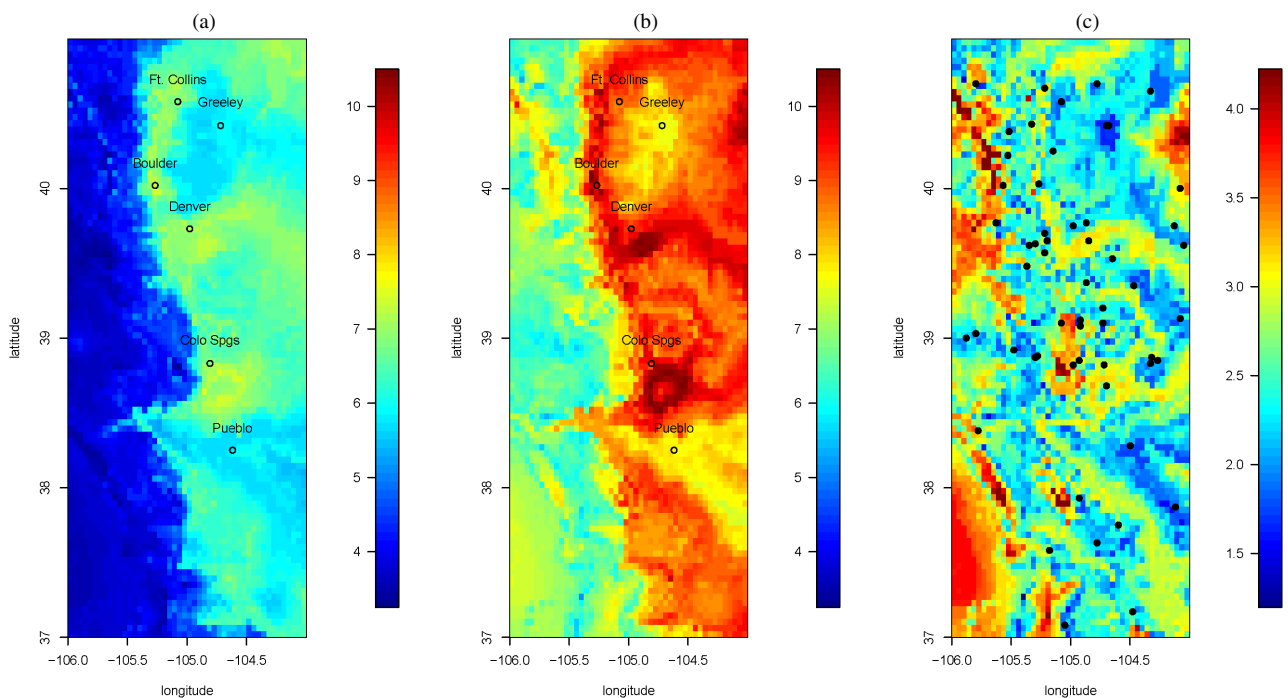 (a)
Ft. Collins
Greeley
Boulder
Denver
Colo Spgs
Pueblo
40
39
38
37
latitude
−106.0
−105.5
−105.0
−104.5
longitude
10
9
8
7
6
5
4
(b)
Ft. Collins
Greeley
Boulder
Denver
Colo Spgs
Pueblo
40
39
38
37
latitude
−106.0
−105.5
−105.0
−104.5
longitude
10
9
8
7
6
5
4
(c)
40
39
38
37
latitude
−106.0
−105.5
−105.0
−104.5
longitude
4.0
3.5
3.0
2.5
2.0
1.5